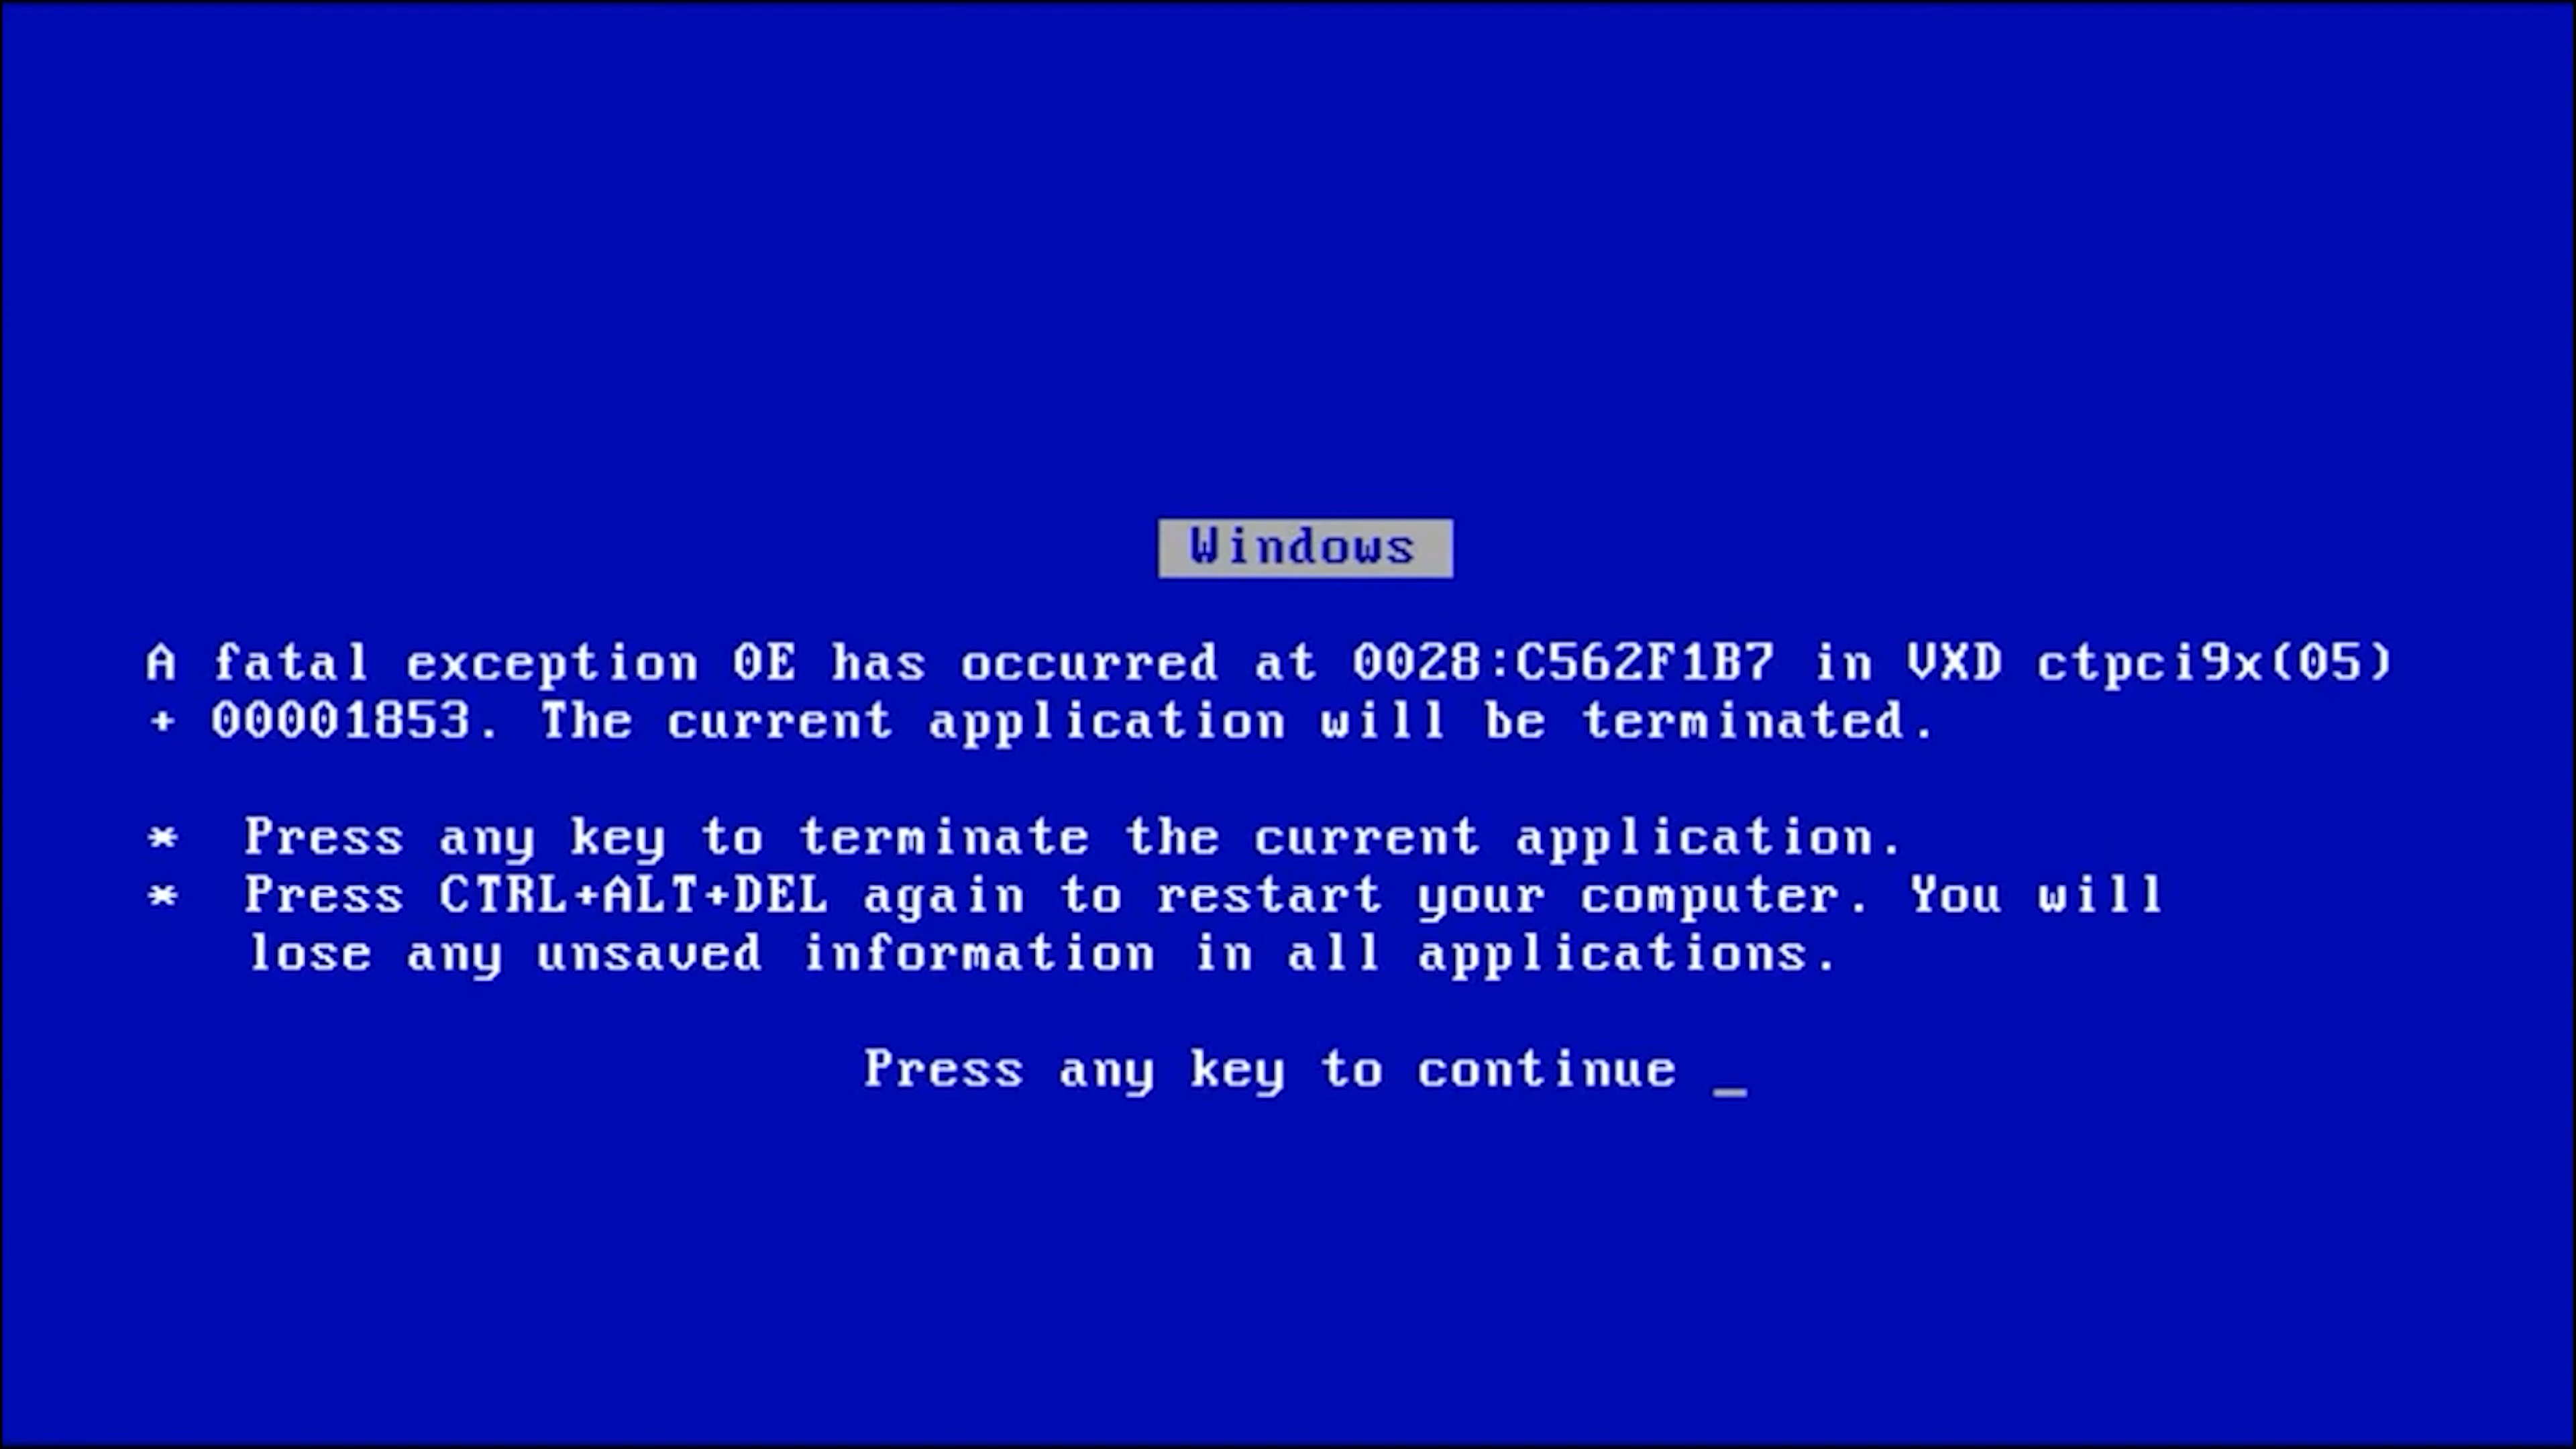 Windows
A fatal exception 0E has occurred at 0028:C562F1B7 in VXD ctpci9x(05)
+ 00001853. The current application will be terminated.
* Press any key to terminate the current application.
* Press CTRL+ALT+DEL again to restart your computer. You will
lose any unsaved information in all applications.
Press any key to continue _